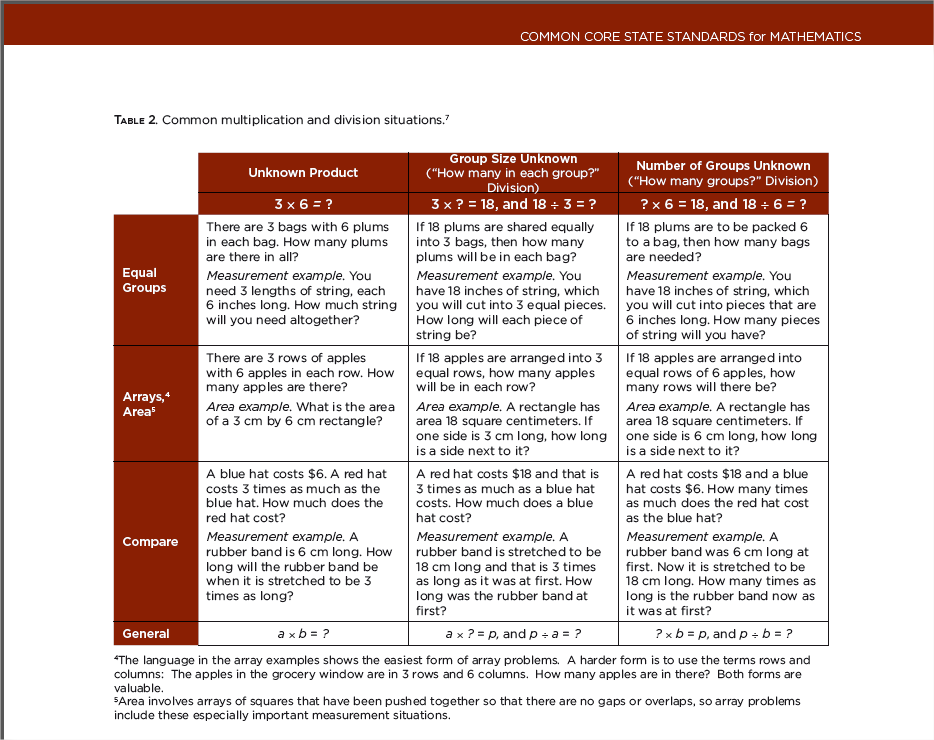 COMMON CORE STATE STANDARDS for MATHEMATICS
TABLE 2. Common multiplication and division situations.⁷
Unknown Product
Group Size Unknown
(“How many in each group?”
Division)
Number of Groups Unknown
(“How many groups?” Division)
3 × 6 = ?
3 × ? = 18, and 18 ÷ 3 = ?
? × 6 = 18, and 18 ÷ 6 = ?
Equal
Groups
There are 3 bags with 6 plums
in each bag. How many plums
are there in all?
Measurement example. You
need 3 lengths of string, each
6 inches long. How much string
will you need altogether?
If 18 plums are shared equally
into 3 bags, then how many
plums will be in each bag?
Measurement example. You
have 18 inches of string, which
you will cut into 3 equal pieces.
How long will each piece of
string be?
If 18 plums are to be packed 6
to a bag, then how many bags
are needed?
Measurement example. You
have 18 inches of string, which
you will cut into pieces that are
6 inches long. How many pieces
of string will you have?
Arrays,⁴
Area⁵
There are 3 rows of apples
with 6 apples in each row. How
many apples are there?
Area example. What is the area
of a 3 cm by 6 cm rectangle?
If 18 apples are arranged into 3
equal rows, how many apples
will be in each row?
Area example. A rectangle has
area 18 square centimeters. If
one side is 3 cm long, how long
is a side next to it?
If 18 apples are arranged into
equal rows of 6 apples, how
many rows will there be?
Area example. A rectangle has
area 18 square centimeters. If
one side is 6 cm long, how long
is a side next to it?
Compare
A blue hat costs $6. A red hat
costs 3 times as much as the
blue hat. How much does the
red hat cost?
Measurement example. A
rubber band is 6 cm long. How
long will the rubber band be
when it is stretched to be 3
times as long?
A red hat costs $18 and that is
3 times as much as a blue hat
costs. How much does a blue
hat cost?
Measurement example. A
rubber band is stretched to be
18 cm long and that is 3 times
as long as it was at first. How
long was the rubber band at
first?
A red hat costs $18 and a blue
hat costs $6. How many times
as much does the red hat cost
as the blue hat?
Measurement example. A
rubber band was 6 cm long at
first. Now it is stretched to be
18 cm long. How many times as
long is the rubber band now as
it was at first?
General
a × b = ?
a × ? = p, and p ÷ a = ?
? × b = p, and p ÷ b = ?
⁴The language in the array examples shows the easiest form of array problems. A harder form is to use the terms rows and
columns: The apples in the grocery window are in 3 rows and 6 columns. How many apples are in there? Both forms are
valuable.
⁵Area involves arrays of squares that have been pushed together so that there are no gaps or overlaps, so array problems
include these especially important measurement situations.